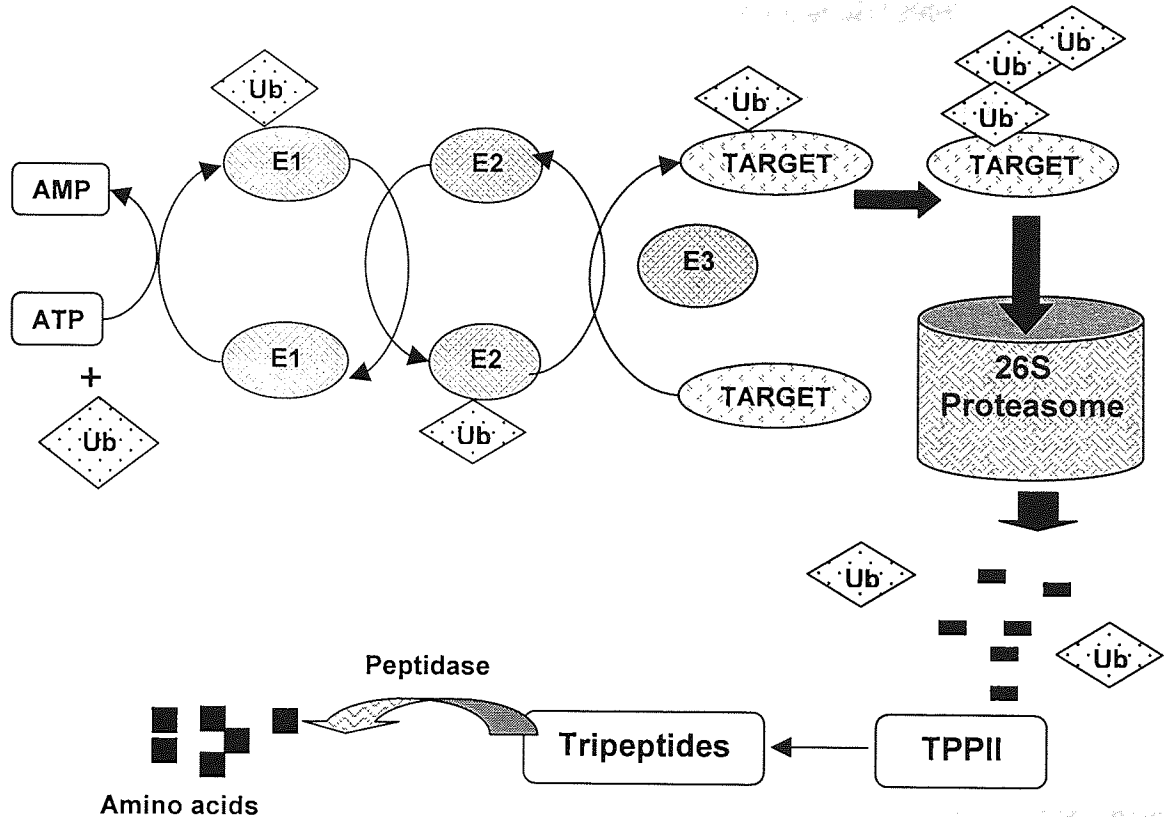 Ub
Ub
Ub
Ub
Ub
E1
E2
TARGET
TARGET
AMP
E3
ATP
E1
E2
TARGET
26S
Proteasome
+
Ub
Ub
Ub
Ub
Peptidase
Tripeptides
TPPII
Amino acids